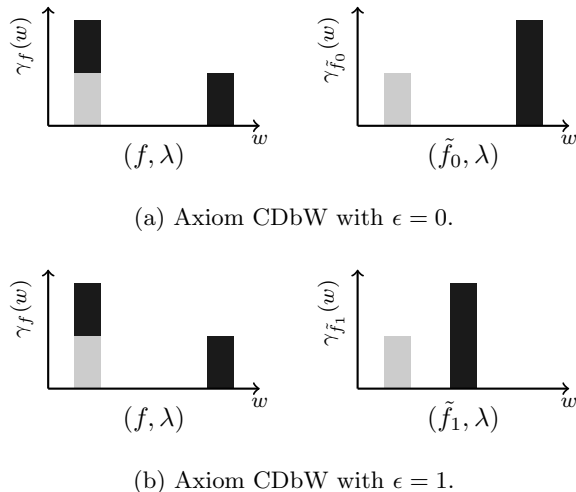 γ_f(w) γ_{f̃_0}(w)
w w
(f, λ) (f̃_0, λ)
(a) Axiom CDbW with ϵ = 0.
γ_f(w) γ_{f̃_1}(w)
w w
(f, λ) (f̃_1, λ)
(b) Axiom CDbW with ϵ = 1.